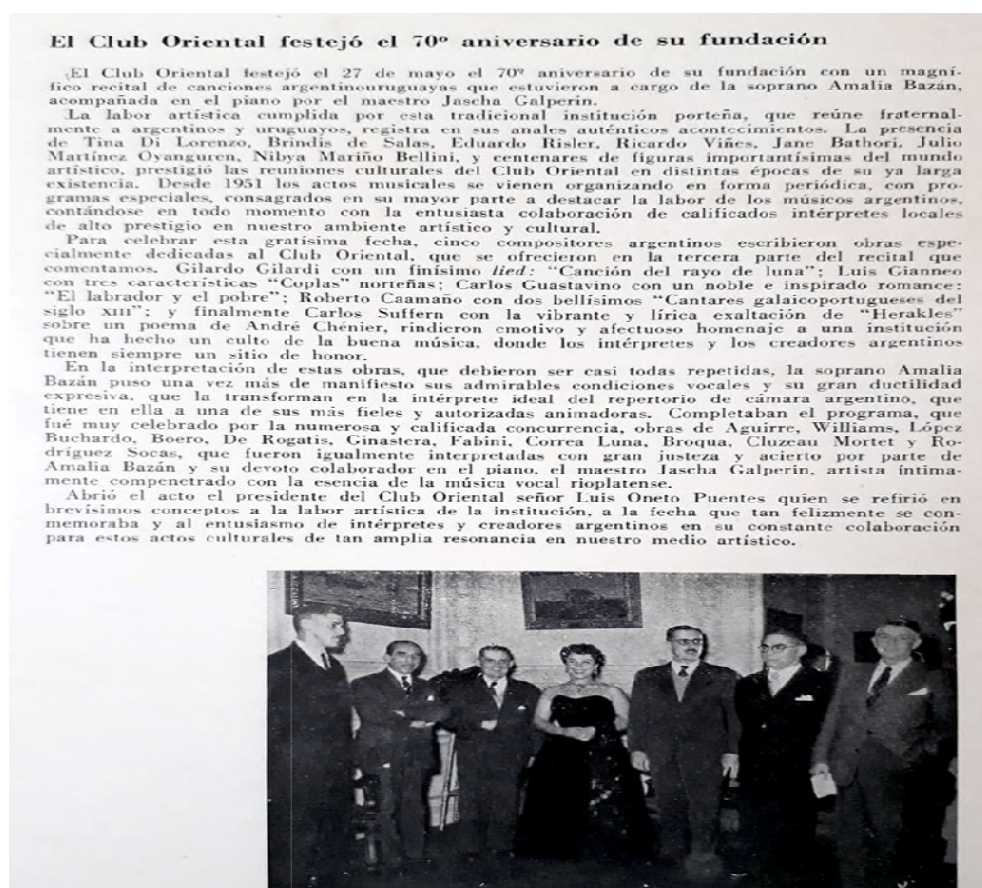 El Club Oriental festejó el 70º aniversario de su fundación
El Club Oriental festejó el 27 de mayo el 70º aniversario de su fundación con un magní-
fico recital de canciones argentinouruguayas que estuvieron a cargo de la soprano Amalia Bazán,
acompañada en el piano por el maestro Jascha Galperin.
La labor artística cumplida por esta tradicional institución porteña, que reúne fraternal-
mente a argentinos y uruguayos, registra en sus anales auténticos acontecimientos. La presencia
de Tina Di Lorenzo, Brindis de Salas, Eduardo Risler, Ricardo Viñes, Jane Bathori, Julio
Martínez Oyanguren, Nibya Mariño Bellini, y centenares de figuras importantísimas del mundo
artístico, prestigió las reuniones culturales del Club Oriental en distintas épocas de su ya larga
existencia. Desde 1951 los actos musicales se vienen organizando en forma periódica, con pro-
gramas especiales, consagrados en su mayor parte a destacar la labor de los músicos argentinos,
contándose en todo momento con la entusiasta colaboración de calificados intérpretes locales
de alto prestigio en nuestro ambiente artístico y cultural.
Para celebrar esta gratísima fecha, cinco compositores argentinos escribieron obras espe-
cialmente dedicadas al Club Oriental, que se ofrecieron en la tercera parte del recital que
comentamos. Gilardo Gilardi con un finísimo lied: "Canción del rayo de luna"; Luis Gianneo
con tres características "Coplas" norteñas; Carlos Guastavino con un noble e inspirado romance:
"El labrador y el pobre"; Roberto Caamaño con dos bellísimos "Cantares galaicoportugueses del
siglo XIII"; y finalmente Carlos Suffern con la vibrante y lírica exaltación de "Herakles"
sobre un poema de André Chénier, rindieron emotivo y afectuoso homenaje a una institución
que ha hecho un culto de la buena música, donde los intérpretes y los creadores argentinos
tienen siempre un sitio de honor.
En la interpretación de estas obras, que debieron ser casi todas repetidas, la soprano Amalia
Bazán puso una vez más de manifiesto sus admirables condiciones vocales y su gran ductilidad
expresiva, que la transforman en la intérprete ideal del repertorio de cámara argentino, que
tiene en ella a una de sus más fieles y autorizadas animadoras. Completaban el programa, que
fué muy celebrado por la numerosa y calificada concurrencia, obras de Aguirre, Williams, López
Buchardo, Boero, De Rogatis, Ginastera, Fabini, Correa Luna, Broqua, Cluzeau Mortet y Ro-
dríguez Socas, que fueron igualmente interpretadas con gran justeza y acierto por parte de
Amalia Bazán y su devoto colaborador en el piano, el maestro Jascha Galperin, artista íntima-
mente compenetrado con la esencia de la música vocal rioplatense.
Abrió el acto el presidente del Club Oriental señor Luis Oneto Puentes quien se refirió en
brevísimos conceptos a la labor artística de la institución, a la fecha que tan felizmente se con-
memoraba y al entusiasmo de intérpretes y creadores argentinos en su constante colaboración
para estos actos culturales de tan amplia resonancia en nuestro medio artístico.